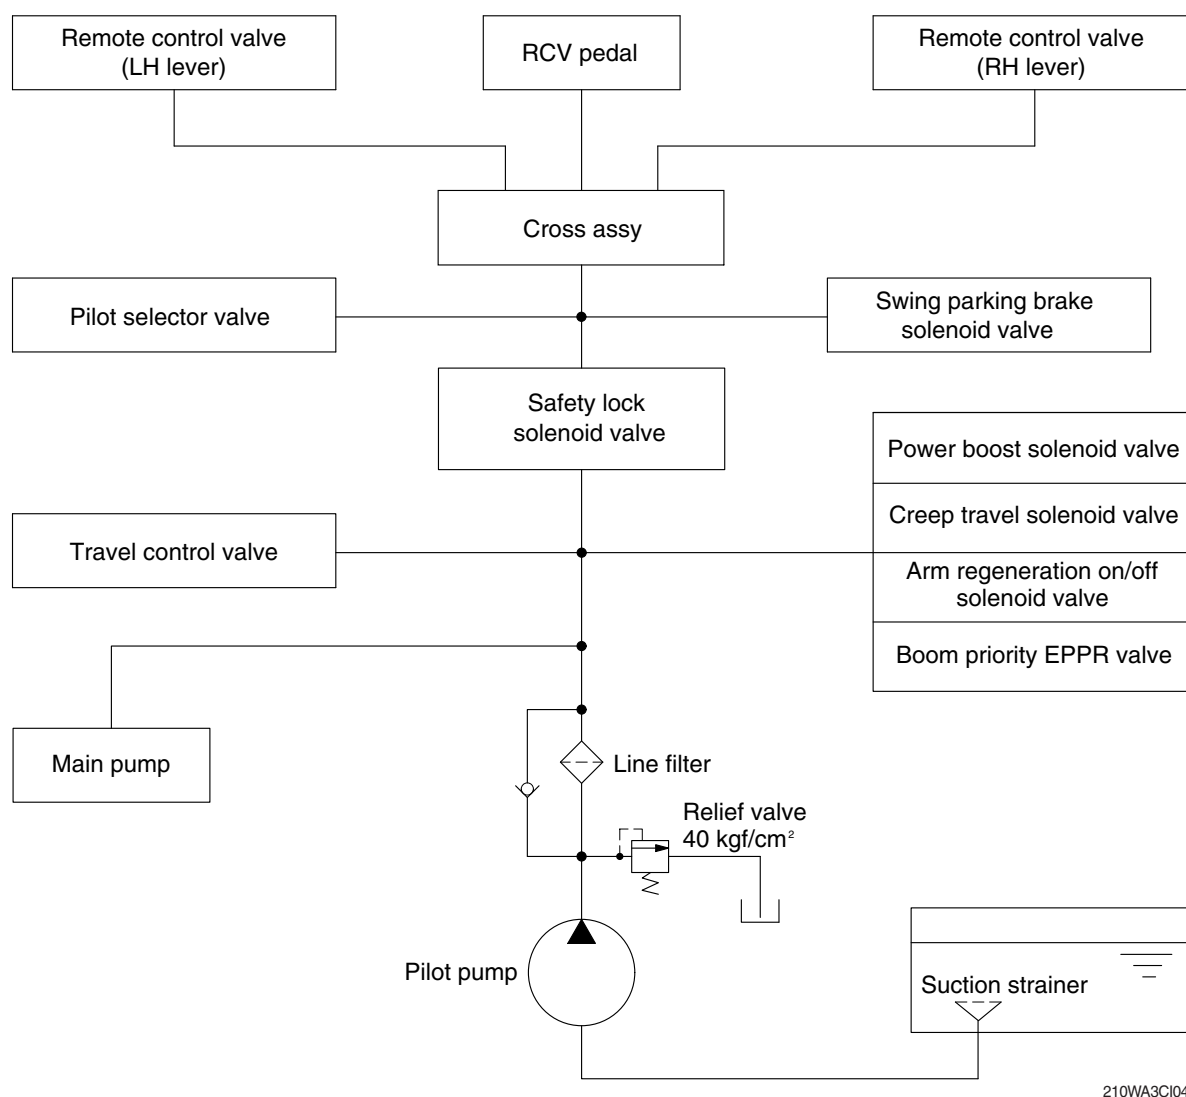 Remote control valve
(LH lever)
RCV pedal
Remote control valve
(RH lever)
Cross assy
Pilot selector valve
Swing parking brake
solenoid valve
Safety lock
solenoid valve
Power boost solenoid valve
Creep travel solenoid valve
Travel control valve
Arm regeneration on/off
solenoid valve
Boom priority EPPR valve
Main pump
Line filter
Relief valve
40 kgf/cm²
Pilot pump
Suction strainer
210WA3CI04